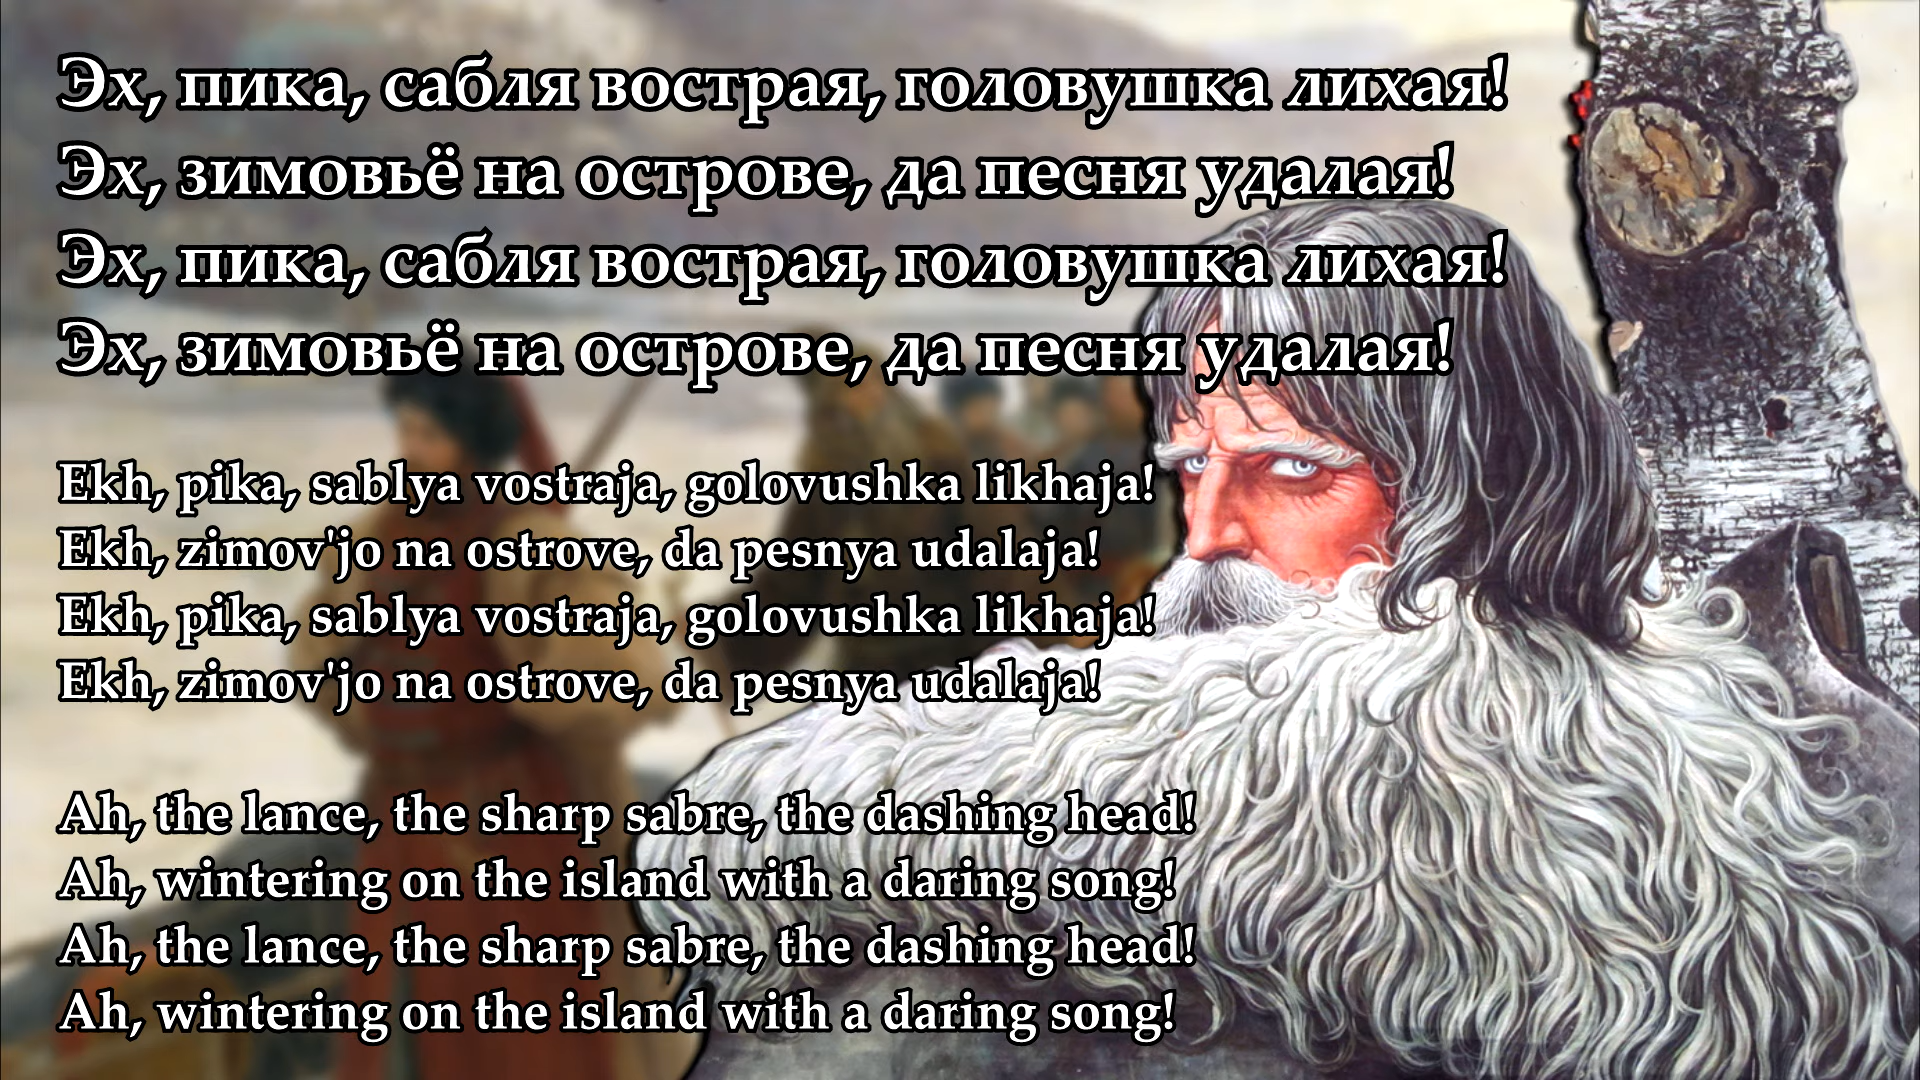 Эх, пика, сабля вострая, головушка лихая!
Эх, зимовьё на острове, да песня удалая!
Эх, пика, сабля вострая, головушка лихая!
Эх, зимовьё на острове, да песня удалая!
Ekh, pika, sablya vostraja, golovushka likhaja!
Ekh, zimov'jo na ostrove, da pesnya udalaja!
Ekh, pika, sablya vostraja, golovushka likhaja!
Ekh, zimov'jo na ostrove, da pesnya udalaja!
Ah, the lance, the sharp sabre, the dashing head!
Ah, wintering on the island with a daring song!
Ah, the lance, the sharp sabre, the dashing head!
Ah, wintering on the island with a daring song!